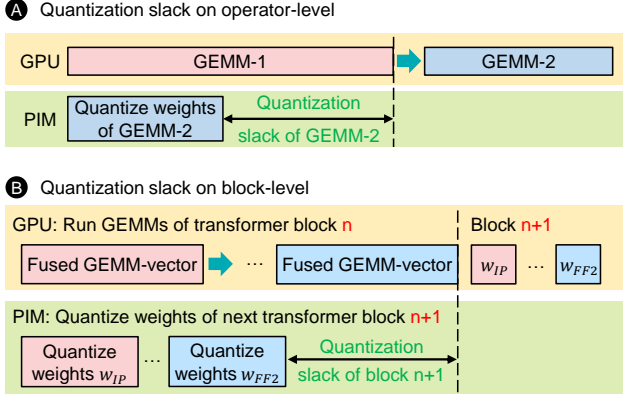 A Quantization slack on operator-level
GPU GEMM-1 GEMM-2
PIM Quantize weights of GEMM-2
Quantization
slack of GEMM-2
B Quantization slack on block-level
GPU: Run GEMMs of transformer block n
Block n+1
Fused GEMM-vector ... Fused GEMM-vector
w_IP ... w_FF2
PIM: Quantize weights of next transformer block n+1
Quantize weights w_IP ... Quantize weights w_FF2
Quantization
slack of block n+1